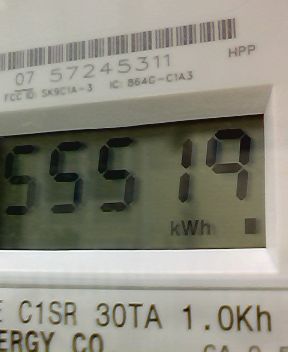 07 57245311
HPP
FCC ID: SK9C1A-3 IC: 864G-C1A3
55519
kWh
E C1SR 30TA 1.0Kh
ERGY CO